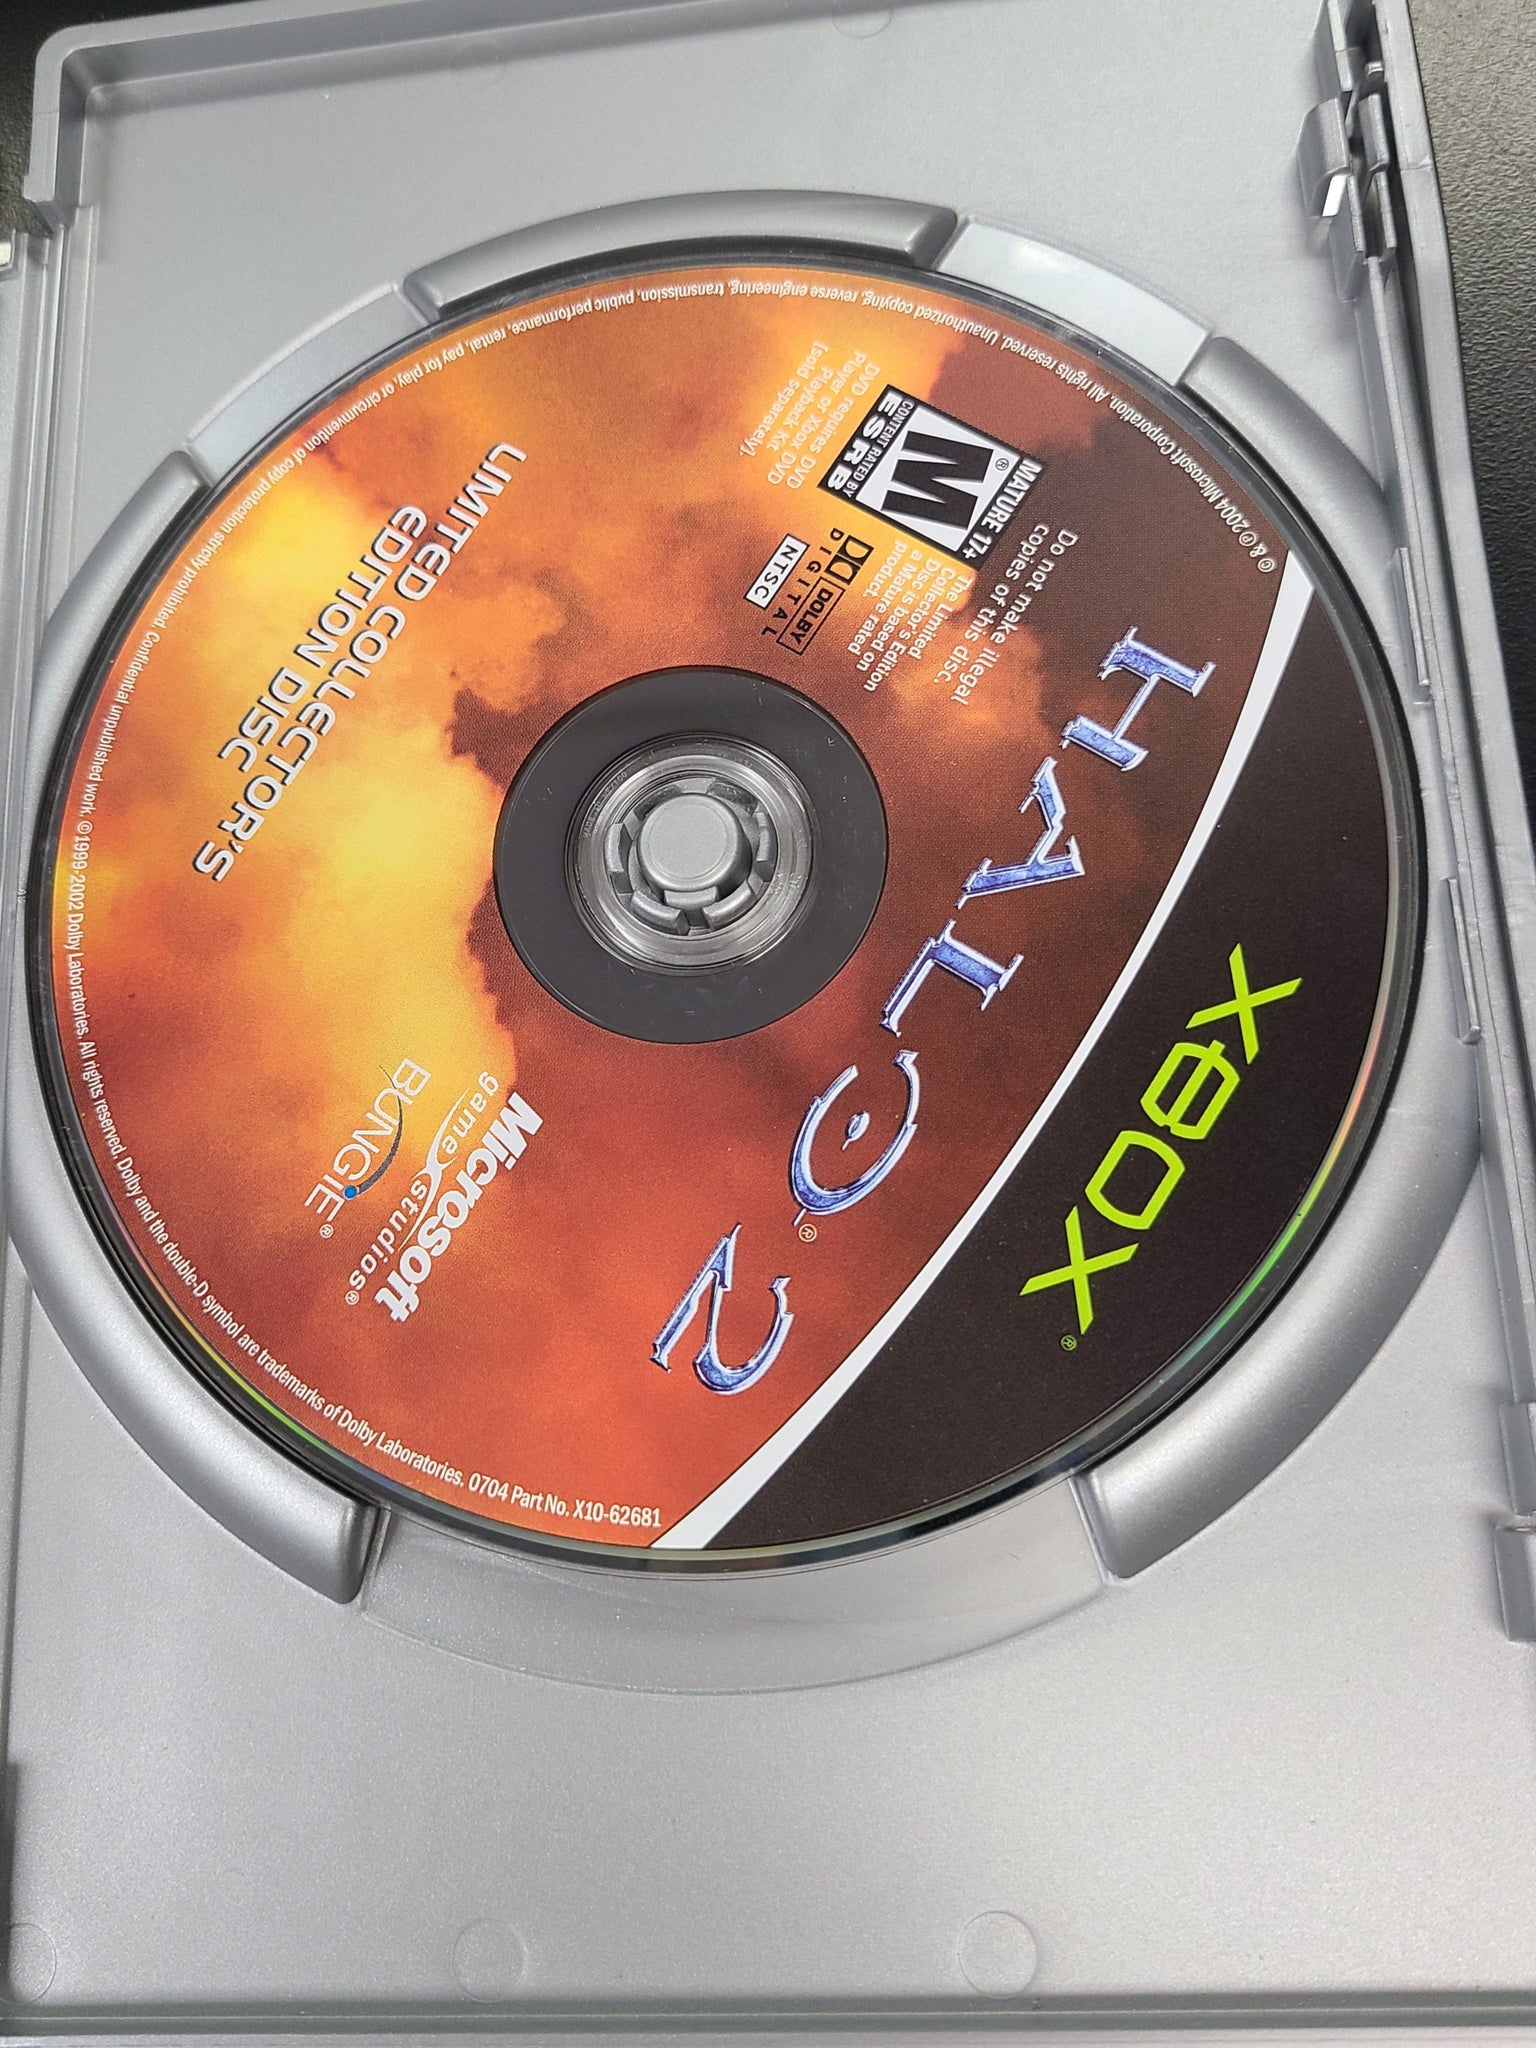 XBOX®
HALO® 2
Do not make illegal
copies of this disc.
MATURE 17+
M®
CONTENT RATED BY
ESRB
The Limited
Collector's Edition
Disc is based on
a Mature rated
product.
DVD requires DVD
Player or Xbox DVD
Playback Kit
(sold separately).
DOLBY
DIGITAL
NTSC
LIMITED COLLECTOR'S
EDITION DISC
Microsoft
game studios®
BUNGIE®
©&℗ 2004 Microsoft Corporation. All rights reserved. Unauthorized copying, reverse engineering, transmission, public performance, rental, pay for play, or circumvention of copy protection strictly prohibited. Confidential unpublished work. ©1999-2002 Dolby Laboratories. All rights reserved. Dolby and the double-D symbol are trademarks of Dolby Laboratories. 0704 Part No. X10-62681